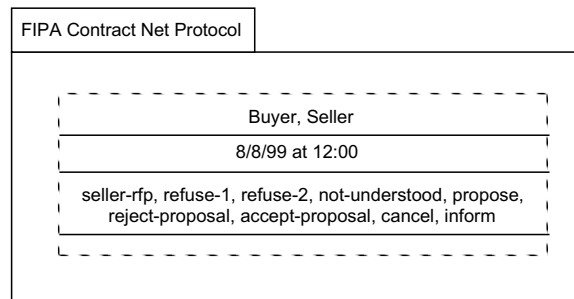 FIPA Contract Net Protocol
Buyer, Seller
8/8/99 at 12:00
seller-rfp, refuse-1, refuse-2, not-understood, propose,
reject-proposal, accept-proposal, cancel, inform